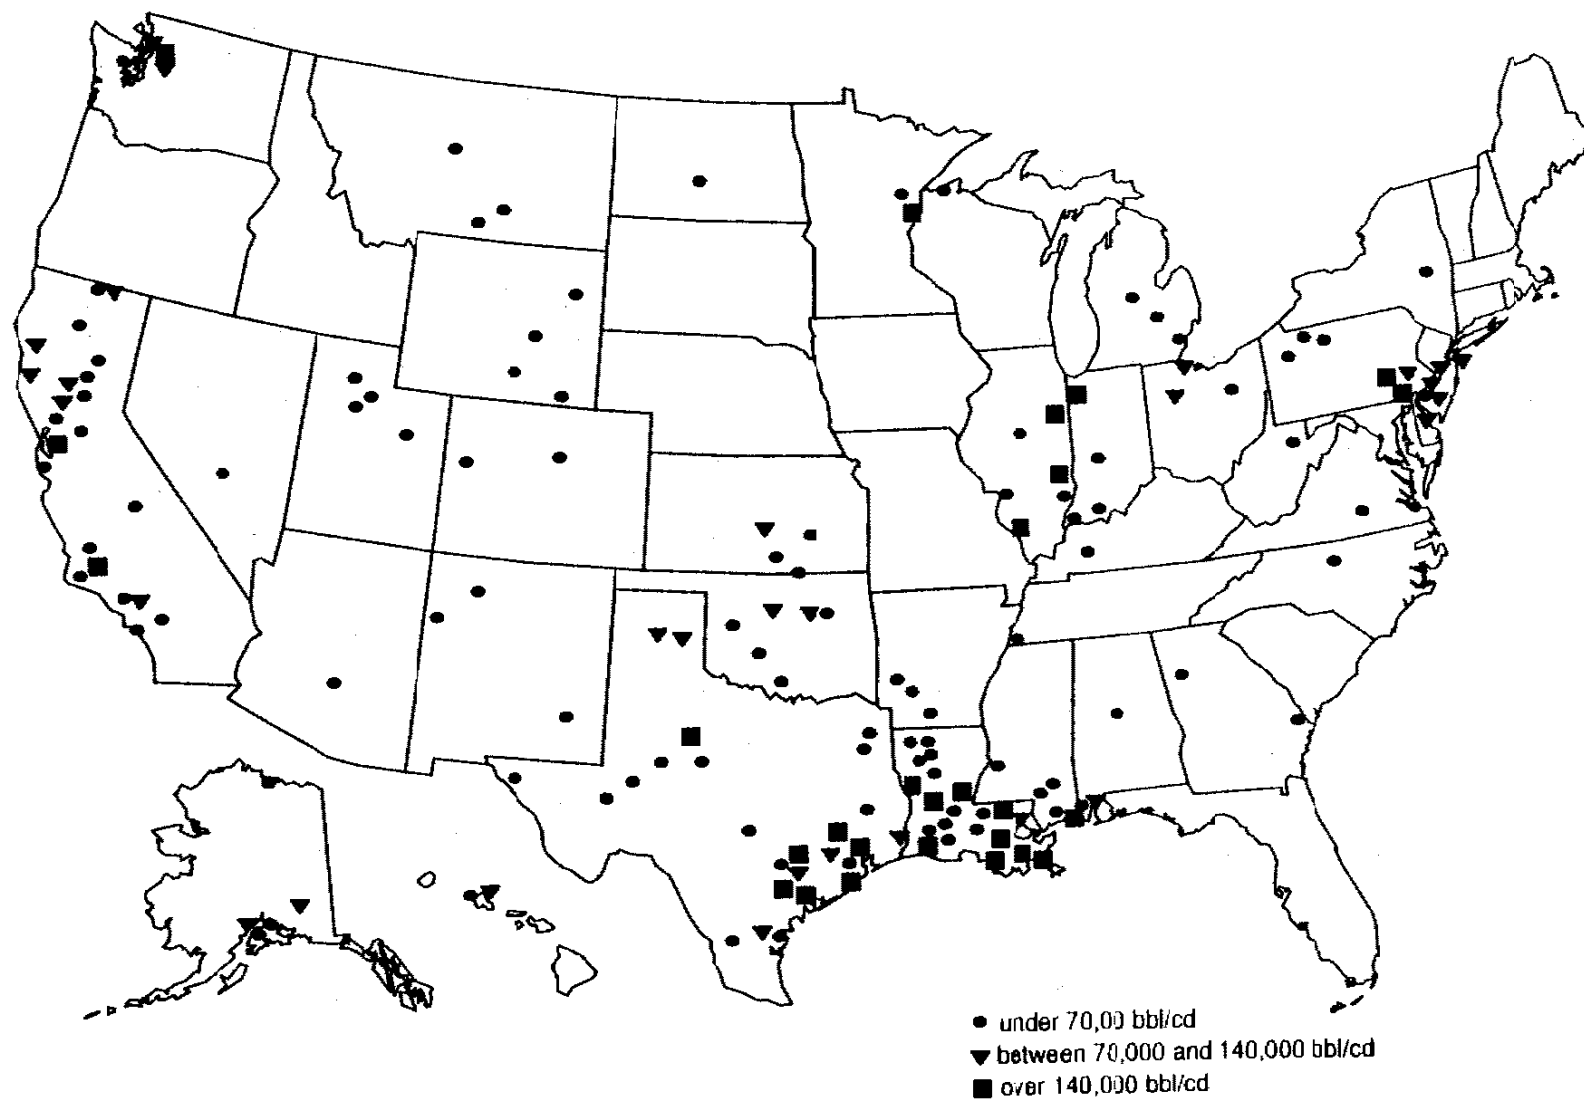 under 70,00 bbl/cd
between 70,000 and 140,000 bbl/cd
over 140,000 bbl/cd